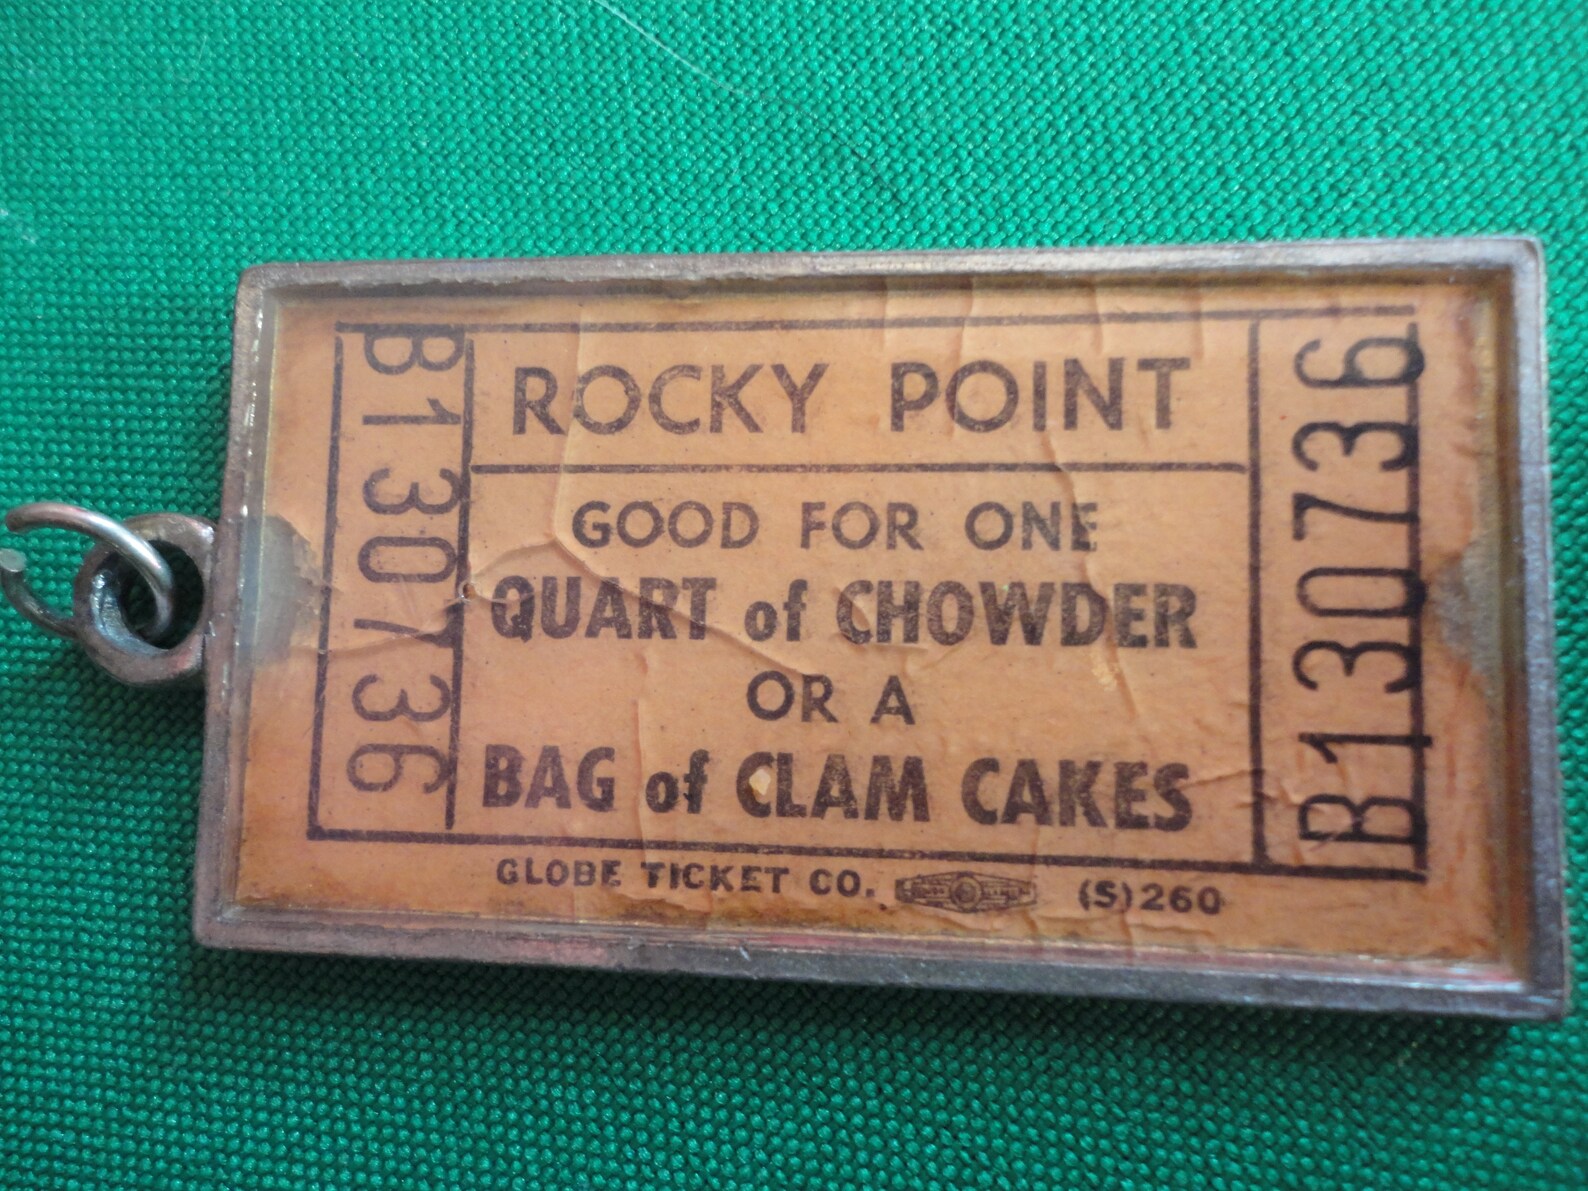 B130736
ROCKY POINT
GOOD FOR ONE
QUART of CHOWDER
OR A
BAG of CLAM CAKES
B130736
GLOBE TICKET CO. (S)260